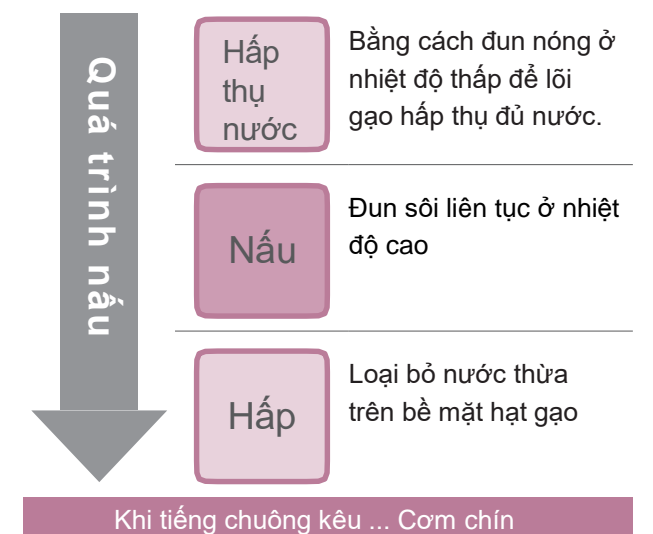 Quá trình nấu
Hấp
thụ
nước
Bằng cách đun nóng ở
nhiệt độ thấp để lõi
gạo hấp thụ đủ nước.
Nấu
Đun sôi liên tục ở nhiệt
độ cao
Hấp
Loại bỏ nước thừa
trên bề mặt hạt gạo
Khi tiếng chuông kêu ... Cơm chín